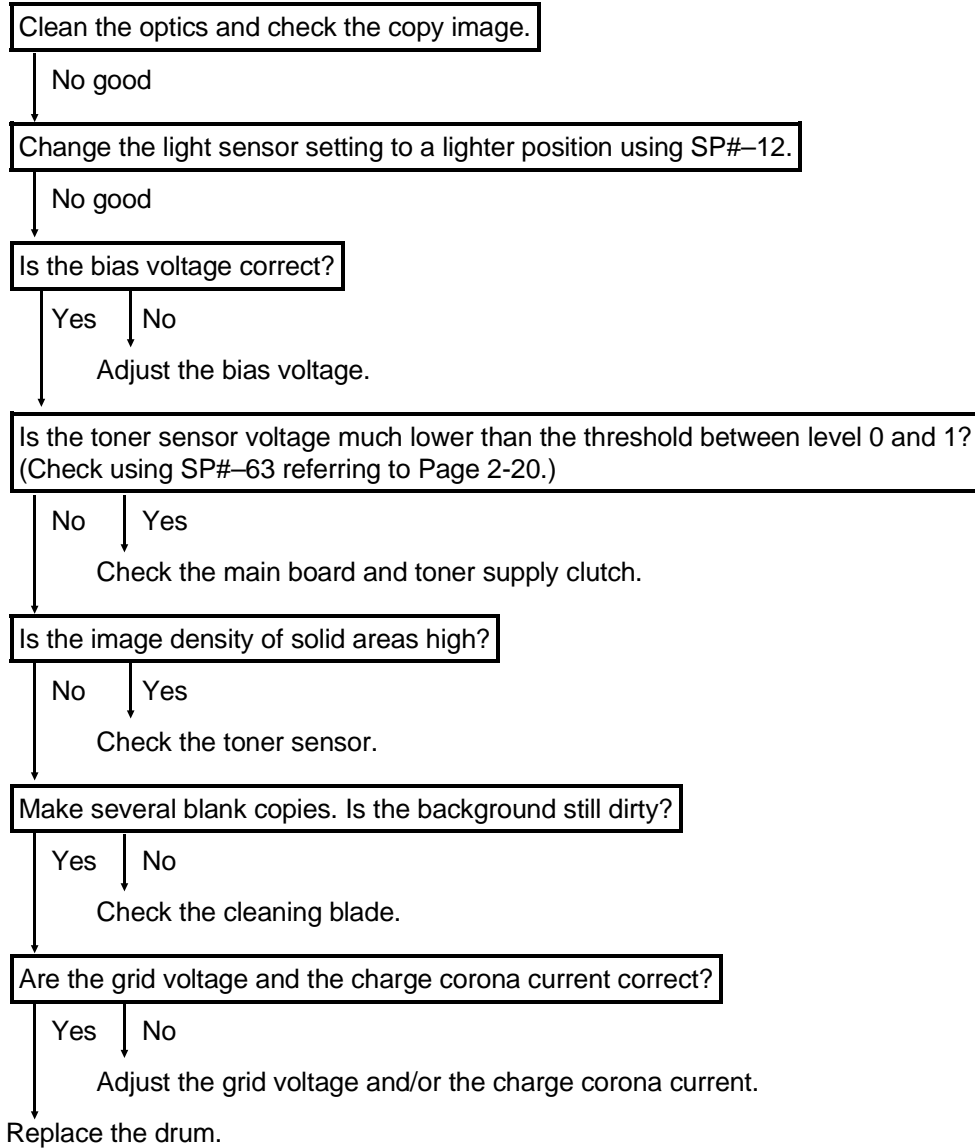 Clean the optics and check the copy image.
No good
Change the light sensor setting to a lighter position using SP#–12.
No good
Is the bias voltage correct?
Yes No
Adjust the bias voltage.
Is the toner sensor voltage much lower than the threshold between level 0 and 1?
(Check using SP#–63 referring to Page 2-20.)
No Yes
Check the main board and toner supply clutch.
Is the image density of solid areas high?
No Yes
Check the toner sensor.
Make several blank copies. Is the background still dirty?
Yes No
Check the cleaning blade.
Are the grid voltage and the charge corona current correct?
Yes No
Adjust the grid voltage and/or the charge corona current.
Replace the drum.